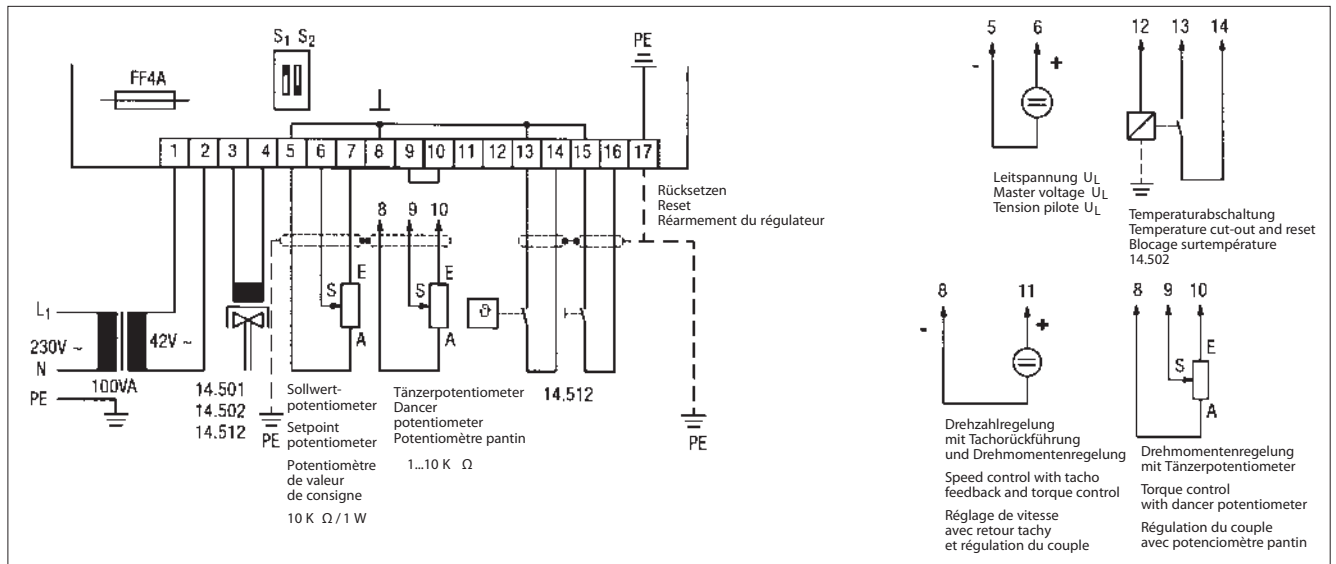 S1 S2
PE
FF4A
1 2 3 4 5 6 7 8 9 10 11 12 13 14 15 16 17
Rücksetzen
Reset
Réarmement du régulateur
8 9 10
E
S
A
E
S
A
ϑ
L1
230V ~
N
PE
42V ~
100VA
14.501
14.502
14.512
PE
Sollwert-
potentiometer
Setpoint
potentiometer
Potentiomètre
de valeur
de consigne
10 K Ω / 1 W
Tänzerpotentiometer
Dancer
potentiometer
Potentiomètre pantin
1...10 K Ω
14.512
PE
5 6
- +
Leitspannung UL
Master voltage UL
Tension pilote UL
12 13 14
Temperaturabschaltung
Temperature cut-out and reset
Blocage surtempérature
14.502
8 11
- +
Drehzahlregelung
mit Tachorückführung
und Drehmomentenregelung
Speed control with tacho
feedback and torque control
Réglage de vitesse
avec retour tachy
et régulation du couple
8 9 10
E
S
A
Drehmomentenregelung
mit Tänzerpotentiometer
Torque control
with dancer potentiometer
Régulation du couple
avec potenciomètre pantin